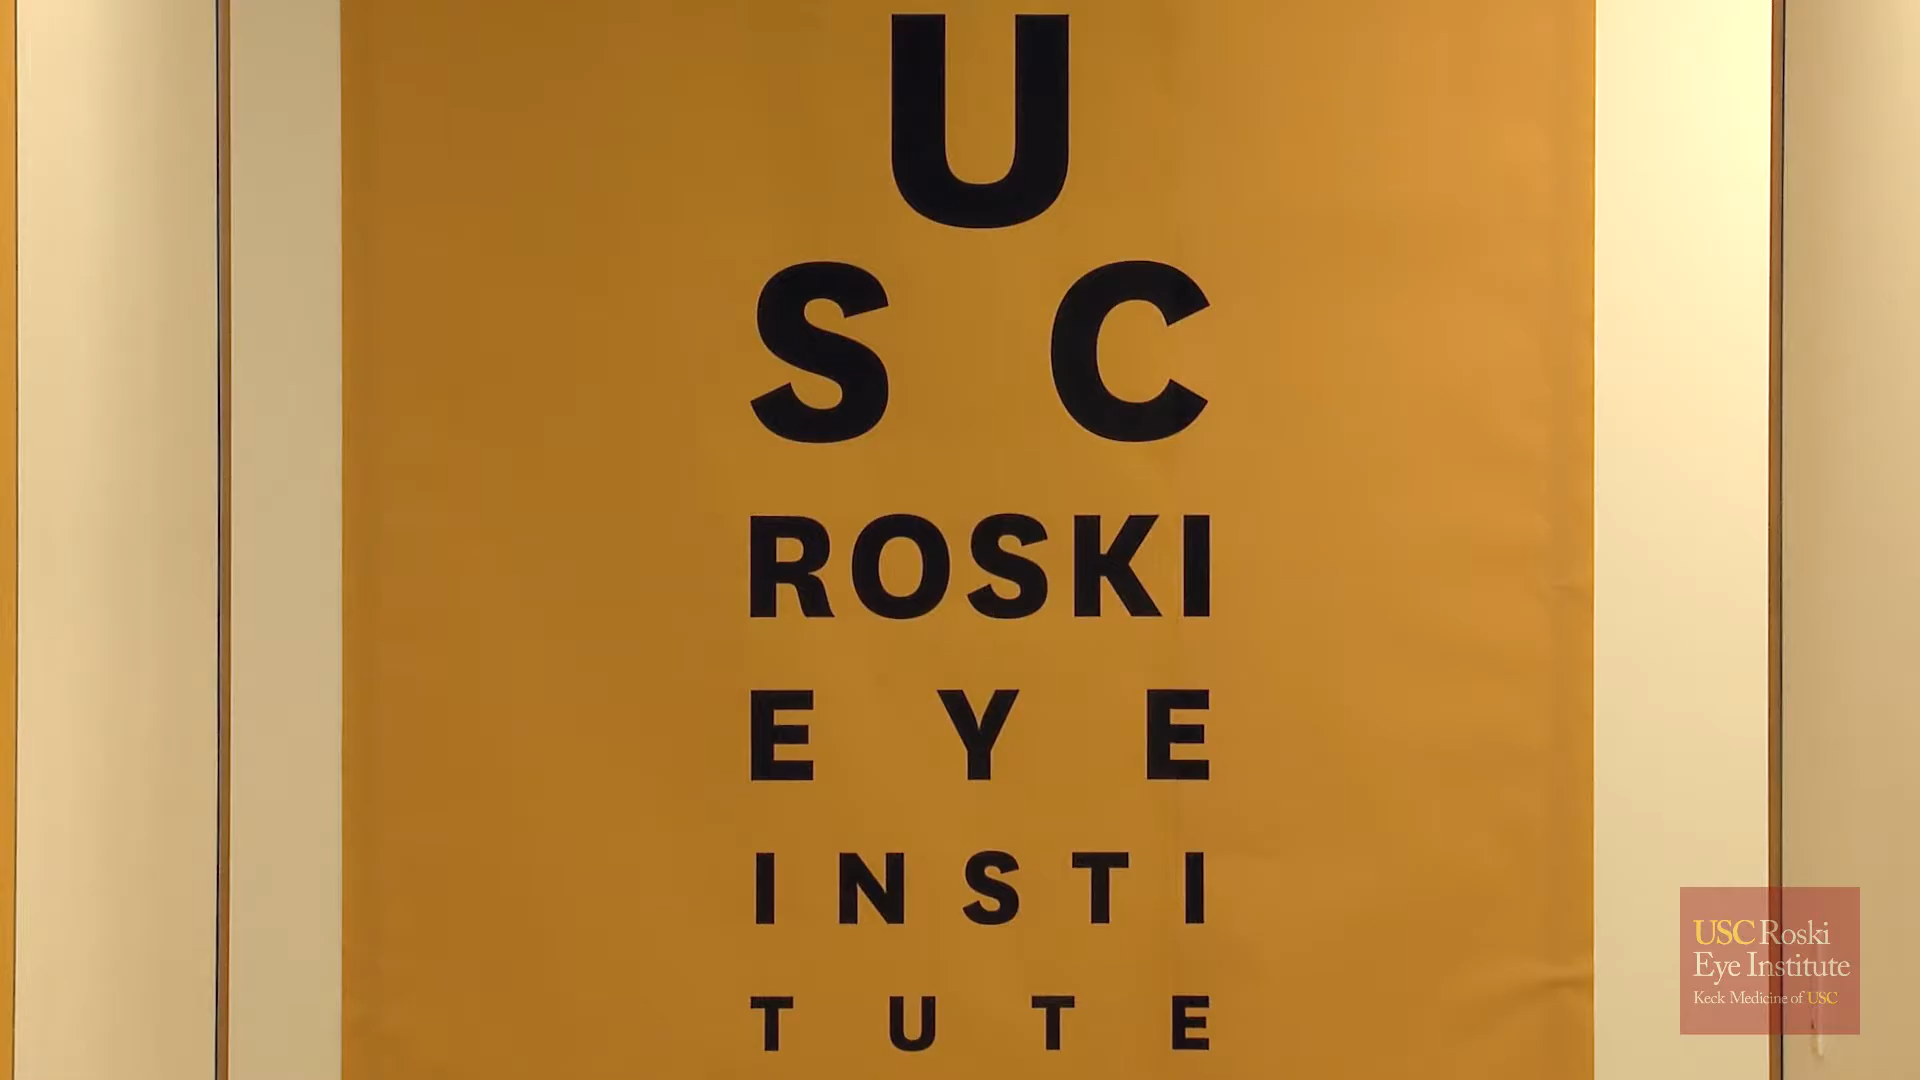 U
S C
ROSKI
E Y E
I N S T I
T U T E
USC Roski
Eye Institute
Keck Medicine of USC